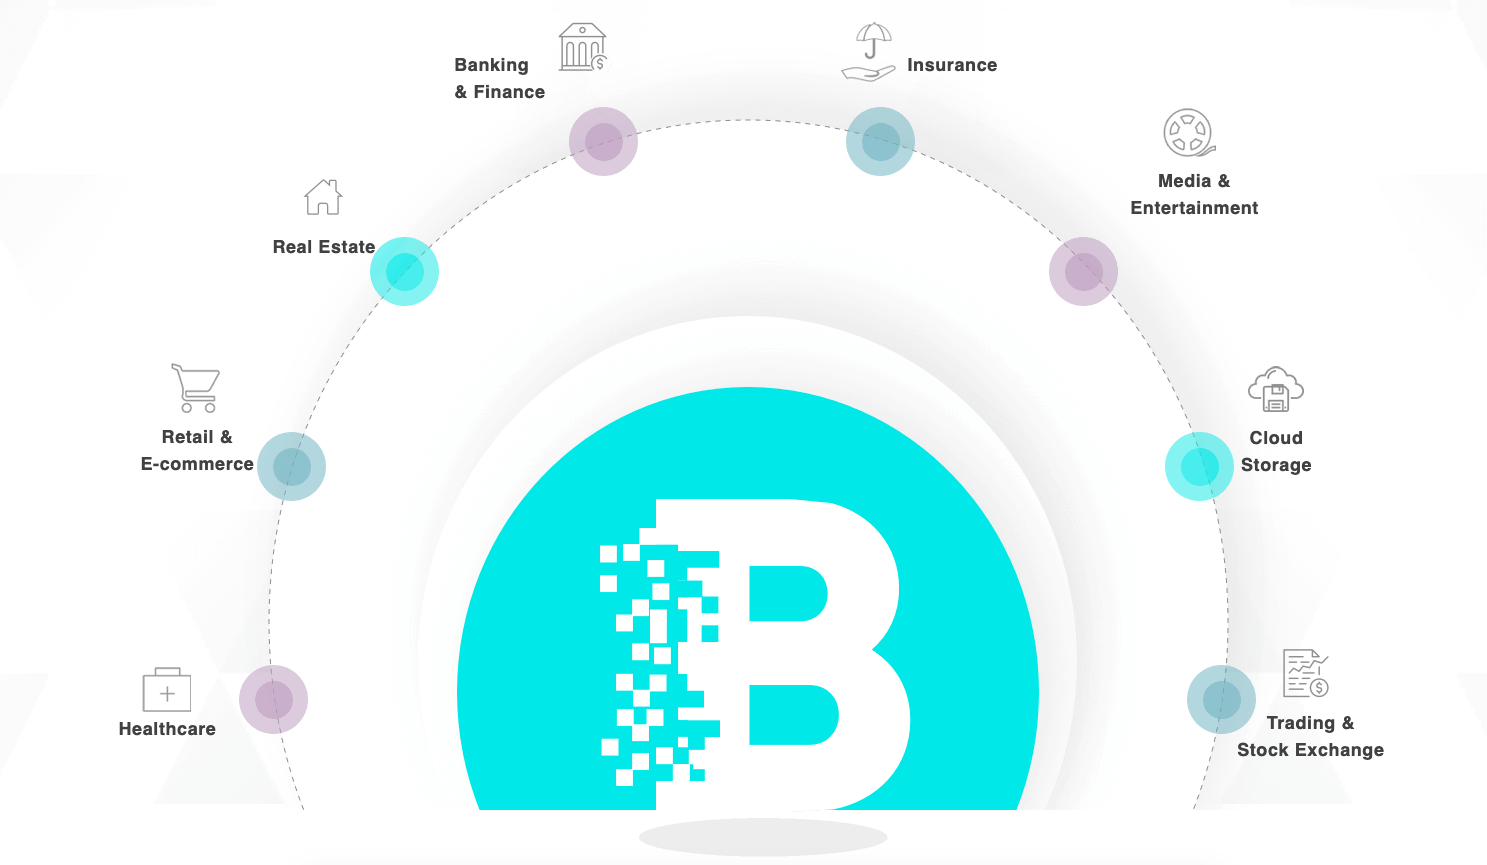 Banking
& Finance
Insurance
Media &
Entertainment
Real Estate
Retail &
E-commerce
Cloud
Storage
Healthcare
Trading &
Stock Exchange
B